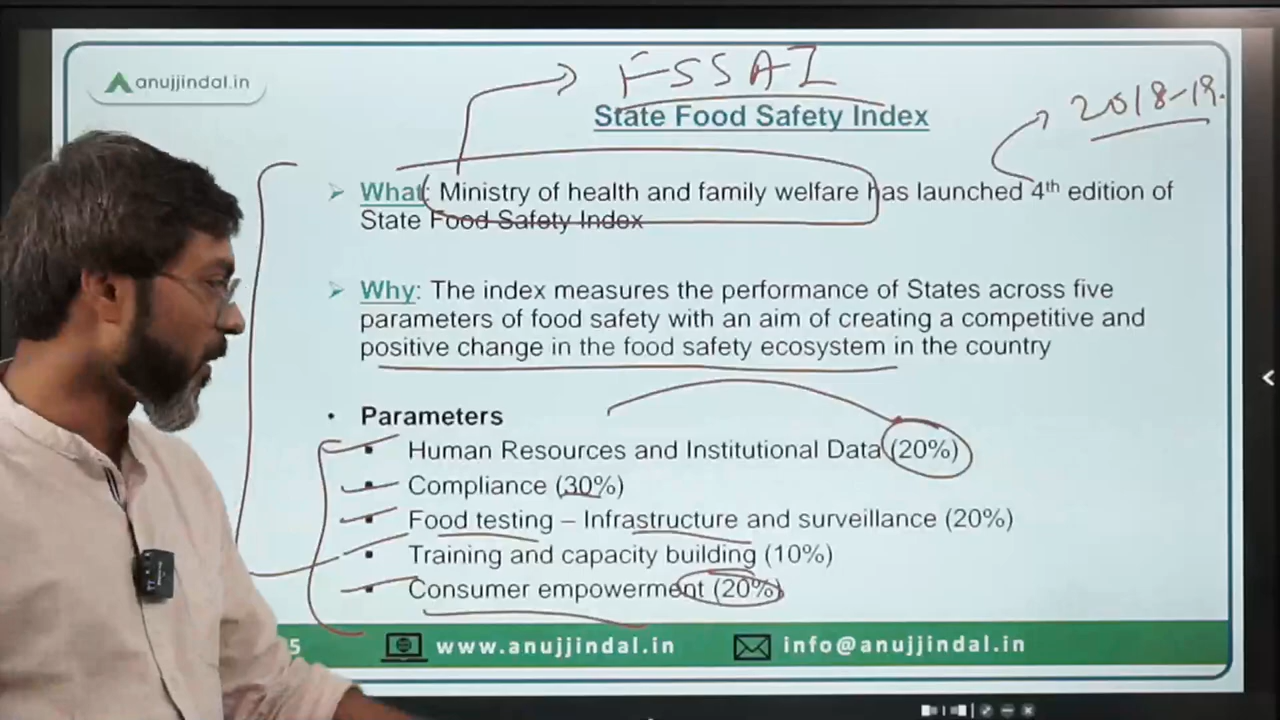 anujjindal.in
FSSAI
State Food Safety Index
2018-19.
What: Ministry of health and family welfare has launched 4th edition of
State Food Safety Index
Why: The index measures the performance of States across five
parameters of food safety with an aim of creating a competitive and
positive change in the food safety ecosystem in the country
Parameters
Human Resources and Institutional Data (20%)
Compliance (30%)
Food testing – Infrastructure and surveillance (20%)
Training and capacity building (10%)
Consumer empowerment (20%)
5 www.anujjindal.in info@anujjindal.in